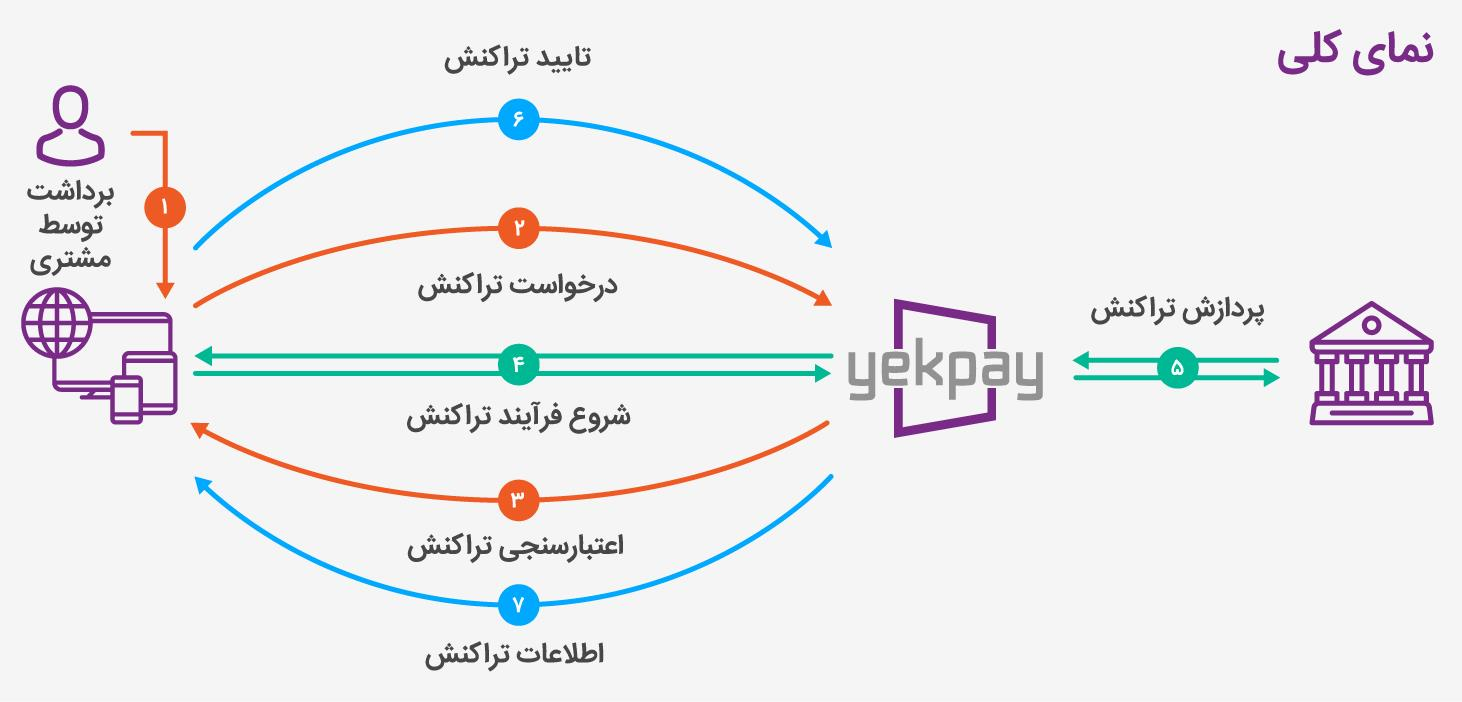 نمای کلی
تایید تراکنش
۶
برداشت
توسط
مشتری
۱
۲
درخواست تراکنش
۴
شروع فرآیند تراکنش
yekpay
پردازش تراکنش
۵
۳
اعتبارسنجی تراکنش
۷
اطلاعات تراکنش